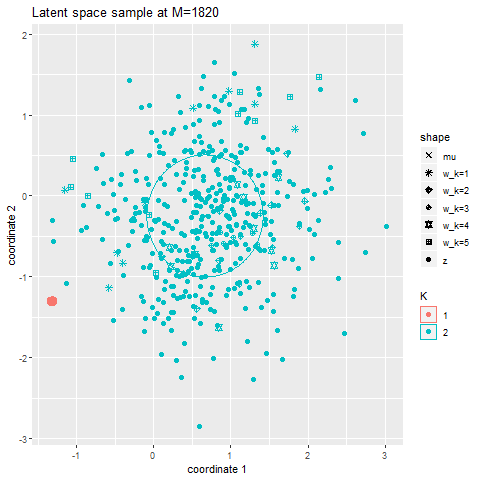 Latent space sample at M=1820
2
1
0
-1
-2
-3
coordinate 2
-1
0
1
2
3
coordinate 1
shape
mu
w_k=1
w_k=2
w_k=3
w_k=4
w_k=5
z
K
1
2